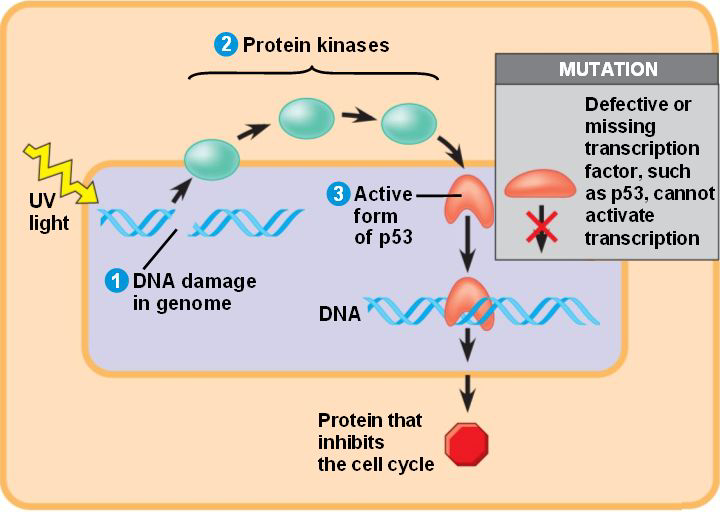 2 Protein kinases
MUTATION
Defective or
missing
transcription
factor, such
as p53, cannot
activate
transcription
UV
light
3 Active
form
of p53
1 DNA damage
in genome
DNA
Protein that
inhibits
the cell cycle